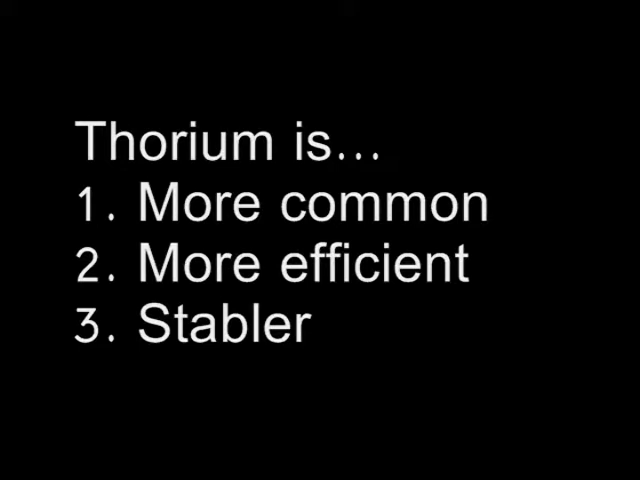 Thorium is...
1. More common
2. More efficient
3. Stabler